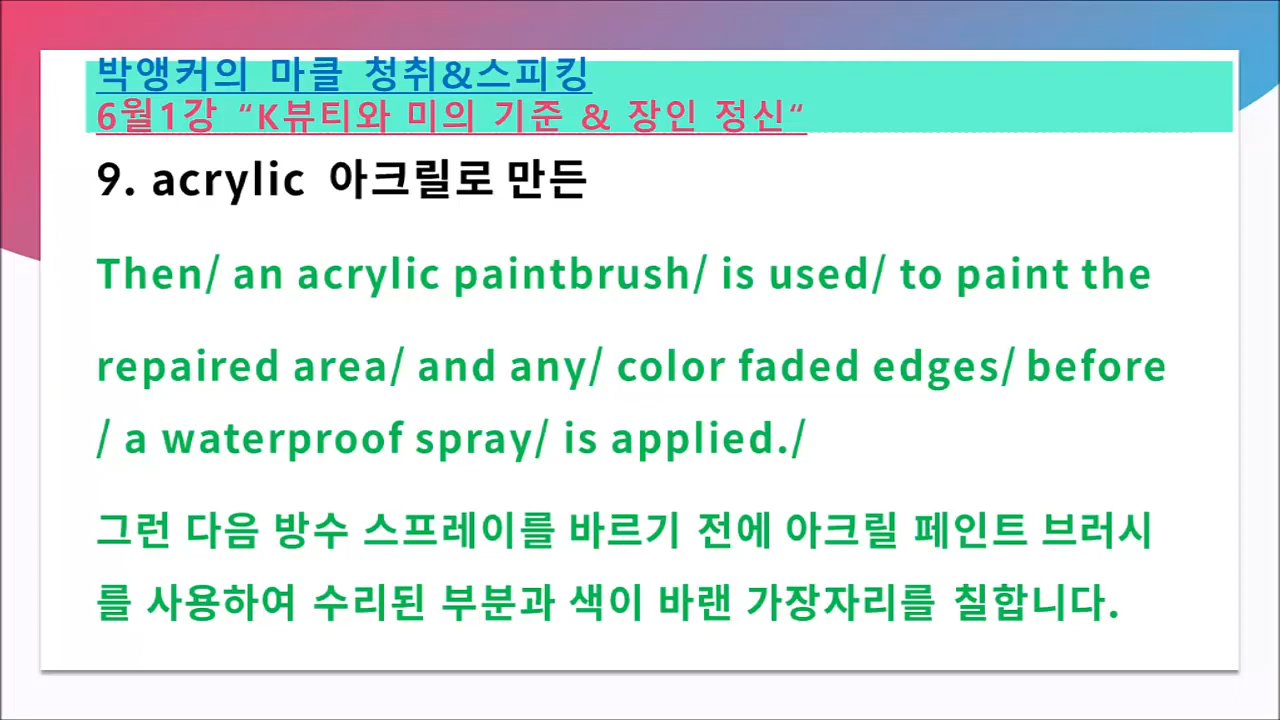 박앵커의 마클 청취&스피킹
6월1강 “K뷰티와 미의 기준 & 장인 정신“
9. acrylic 아크릴로 만든
Then/ an acrylic paintbrush/ is used/ to paint the
repaired area/ and any/ color faded edges/ before
/ a waterproof spray/ is applied./
그런 다음 방수 스프레이를 바르기 전에 아크릴 페인트 브러시
를 사용하여 수리된 부분과 색이 바랜 가장자리를 칠합니다.